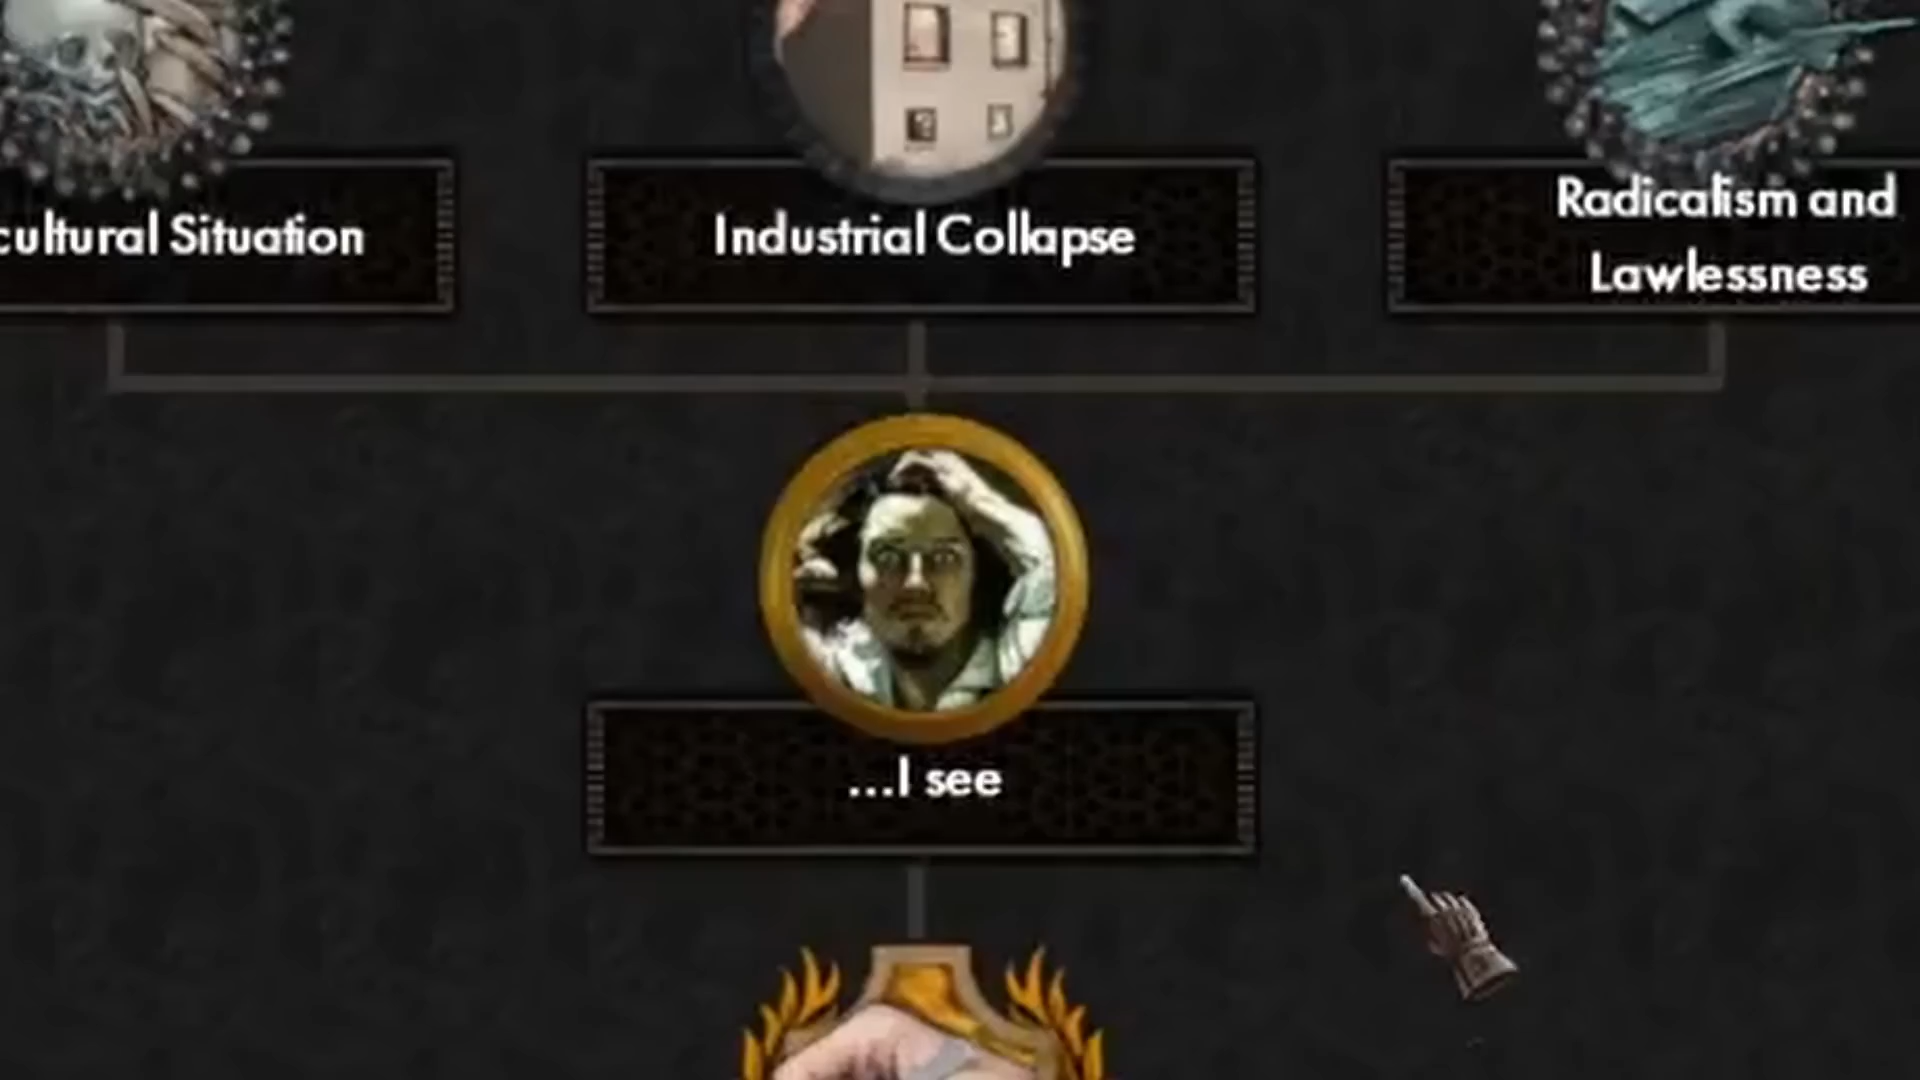 cultural Situation
Industrial Collapse
Radicalism and
Lawlessness
...I see